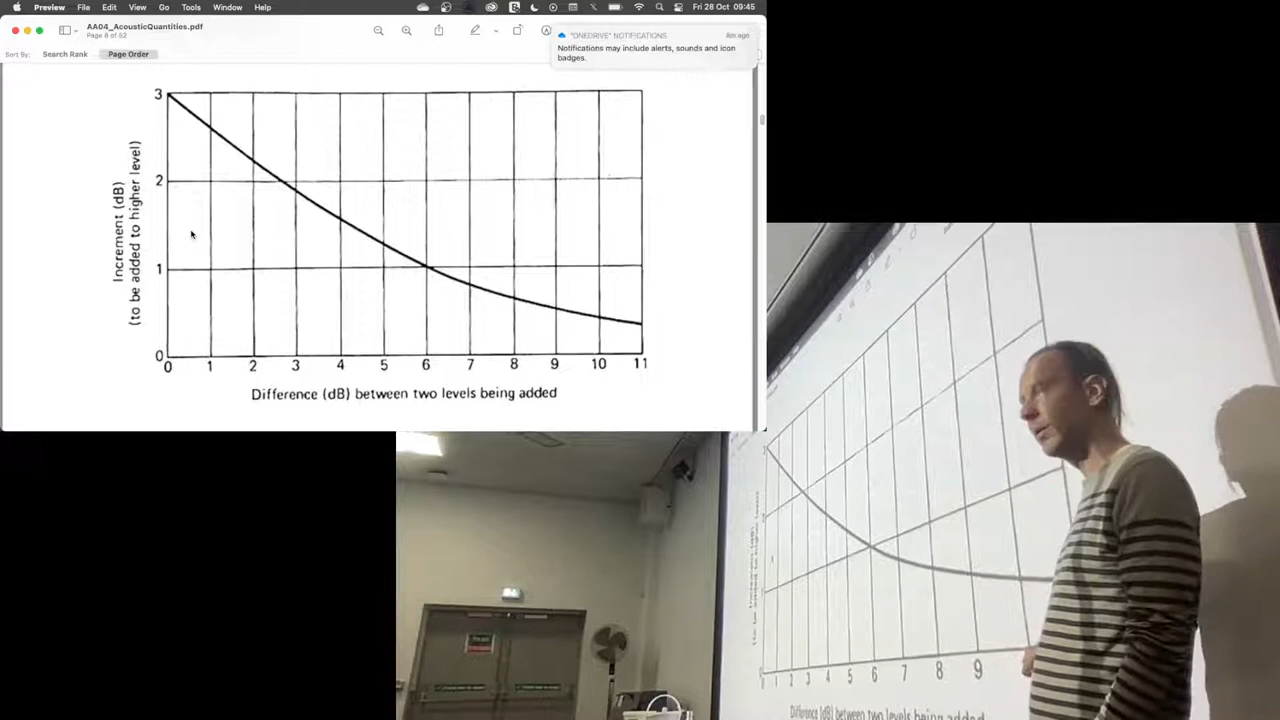 Preview File Edit View Go Tools Window Help
Fri 28 Oct 09:45
AA04_AcousticQuantities.pdf
Page 8 of 52
"ONEDRIVE" NOTIFICATIONS
Notifications may include alerts, sounds and icon
badges.
Sort By: Search Rank Page Order
3
2
1
0
Increment (dB)
(to be added to higher level)
0 1 2 3 4 5 6 7 8 9 10 11
Difference (dB) between two levels being added
0 1 2 3 4 5 6 7 8 9
Difference (dB) between two levels being added